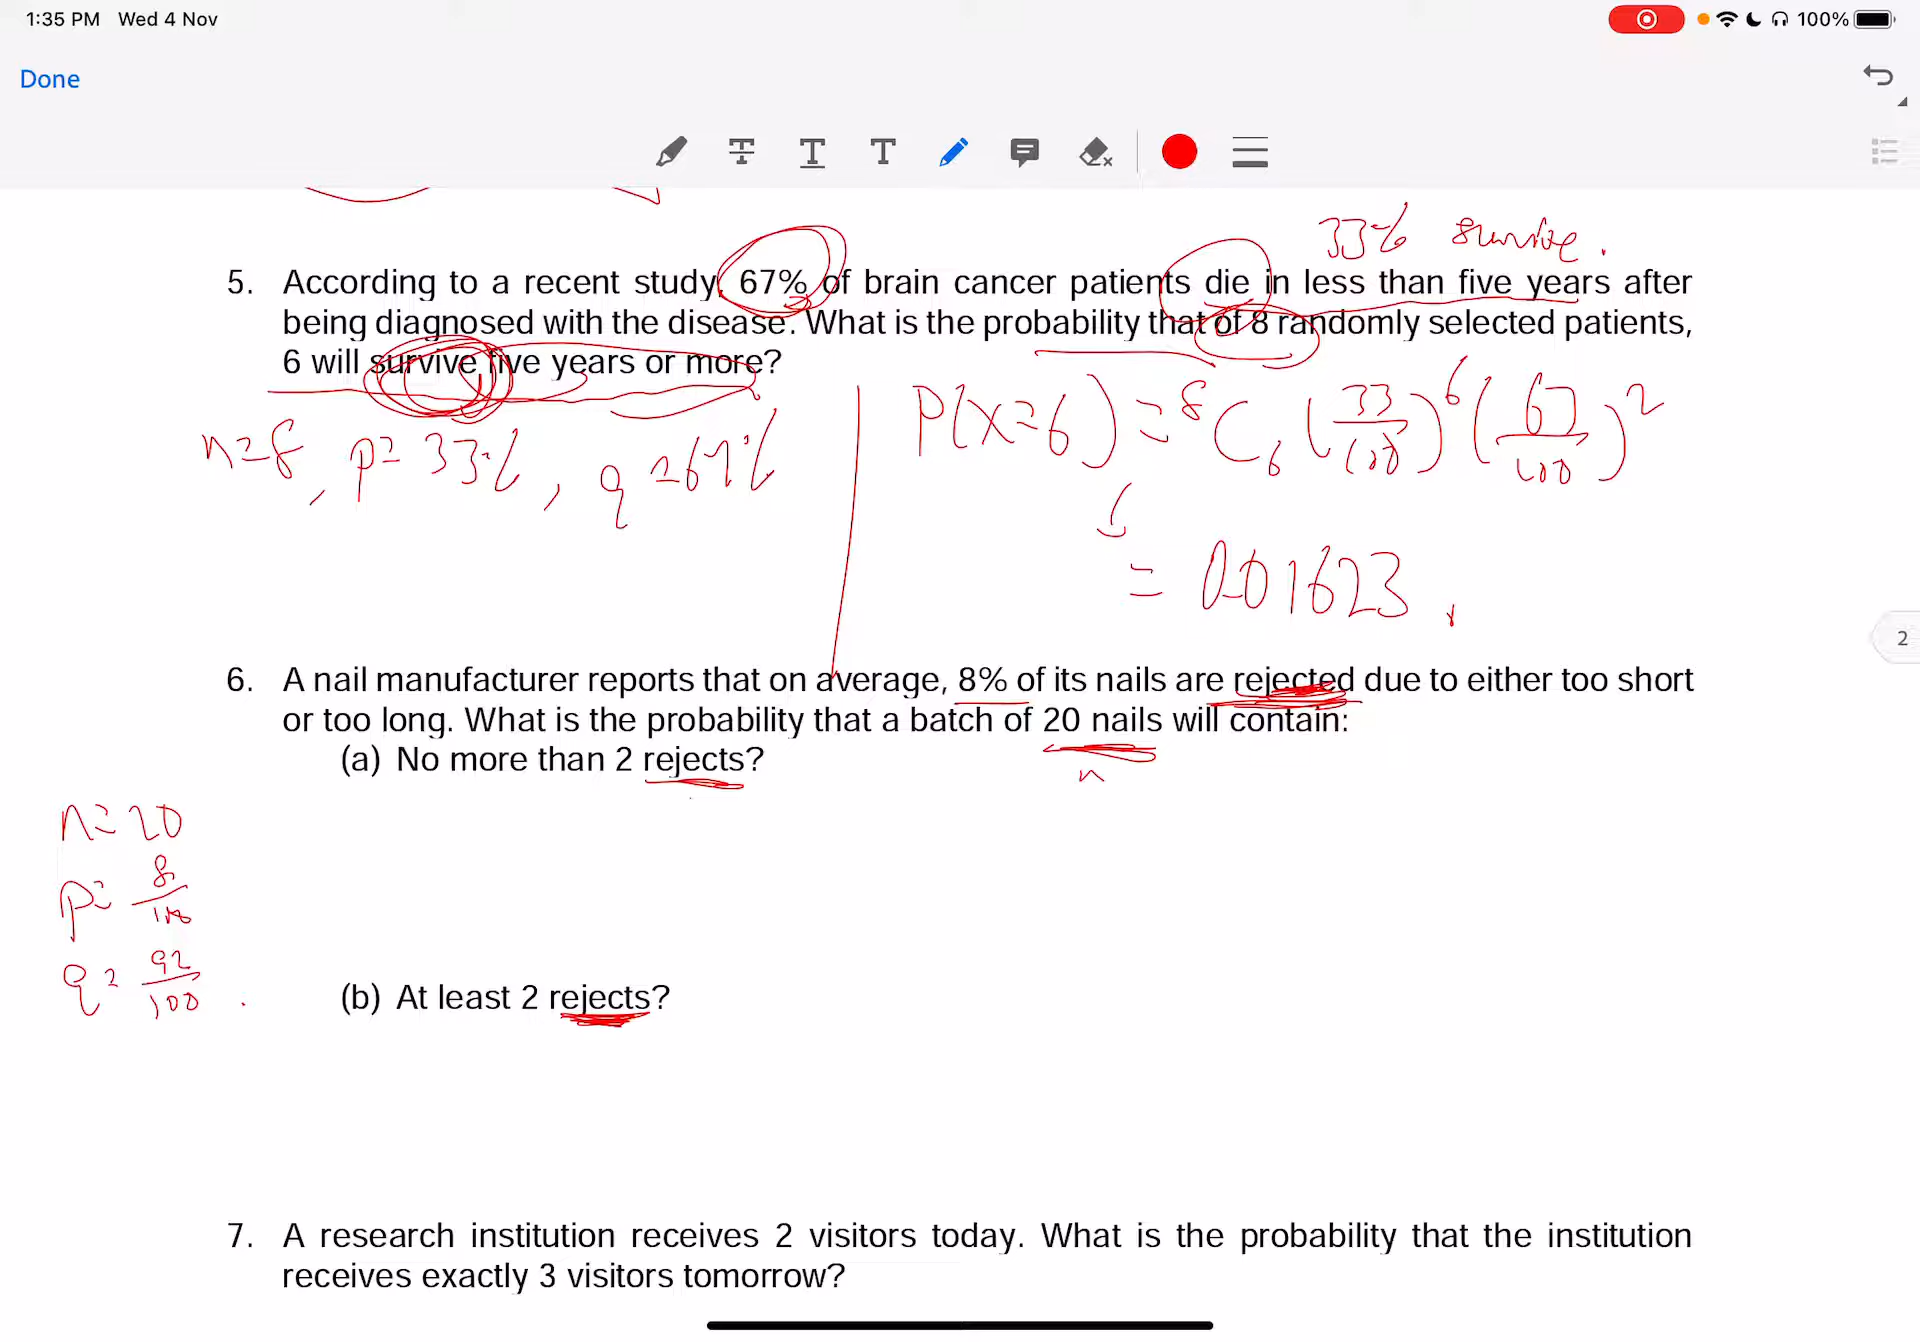 1:35 PM Wed 4 Nov
100%
Done
33% survive.
5. According to a recent study, 67% of brain cancer patients die in less than five years after
being diagnosed with the disease. What is the probability that of 8 randomly selected patients,
6 will survive five years or more?
n=8, p=33%, q=67%
P(x=6) = ⁸C₆ (33/100)⁶ (67/100)²
= 0.01623
2
6. A nail manufacturer reports that on average, 8% of its nails are rejected due to either too short
or too long. What is the probability that a batch of 20 nails will contain:
n
(a) No more than 2 rejects?
n=20
p= 8/100
q= 92/100.
(b) At least 2 rejects?
7. A research institution receives 2 visitors today. What is the probability that the institution
receives exactly 3 visitors tomorrow?